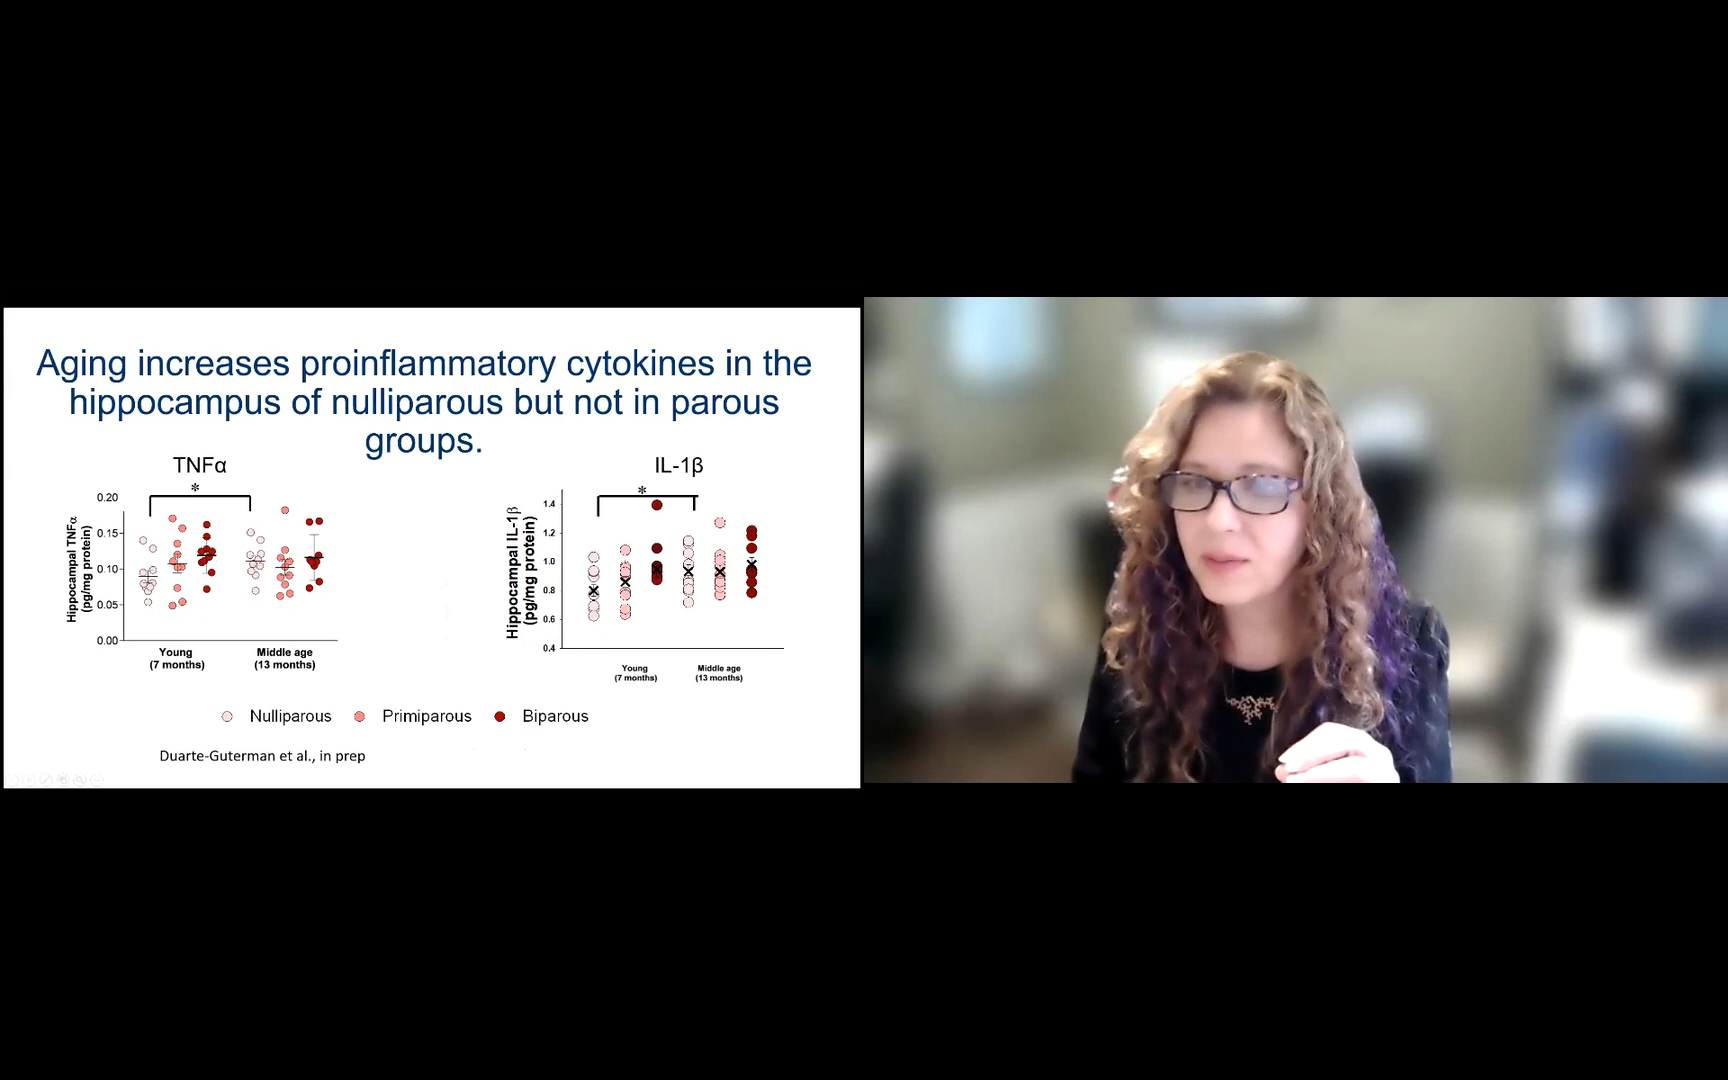 Aging increases proinflammatory cytokines in the
hippocampus of nulliparous but not in parous
groups.
TNFα
*
Hippocampal TNFα
(pg/mg protein)
0.20
0.15
0.10
0.05
0.00
Young
(7 months)
Middle age
(13 months)
IL-1β
*
Hippocampal IL-1β
(pg/mg protein)
1.4
1.2
1.0
0.8
0.6
0.4
Young
(7 months)
Middle age
(13 months)
Nulliparous
Primiparous
Biparous
Duarte-Guterman et al., in prep